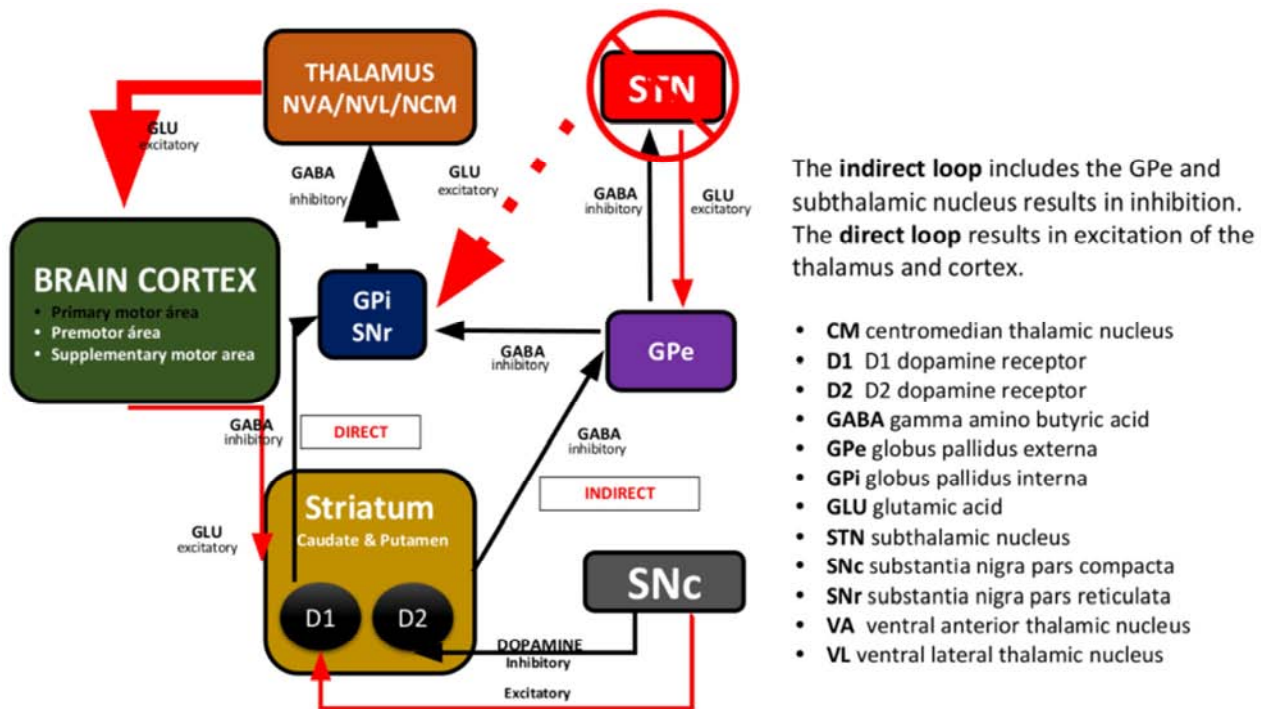 THALAMUS
NVA/NVL/NCM
STN
GLU
excitatory
GABA
inhibitory
GLU
excitatory
GABA
inhibitory
GLU
excitatory
BRAIN CORTEX
• Primary motor área
• Premotor área
• Supplementary motor area
GPi
SNr
GPe
GABA
inhibitory
GABA
inhibitory
DIRECT
GABA
inhibitory
INDIRECT
GLU
excitatory
Striatum
Caudate & Putamen
D1
D2
SNc
DOPAMINE
Inhibitory
Excitatory
The indirect loop includes the GPe and
subthalamic nucleus results in inhibition.
The direct loop results in excitation of the
thalamus and cortex.
• CM centromedian thalamic nucleus
• D1 D1 dopamine receptor
• D2 D2 dopamine receptor
• GABA gamma amino butyric acid
• GPe globus pallidus externa
• GPi globus pallidus interna
• GLU glutamic acid
• STN subthalamic nucleus
• SNc substantia nigra pars compacta
• SNr substantia nigra pars reticulata
• VA ventral anterior thalamic nucleus
• VL ventral lateral thalamic nucleus